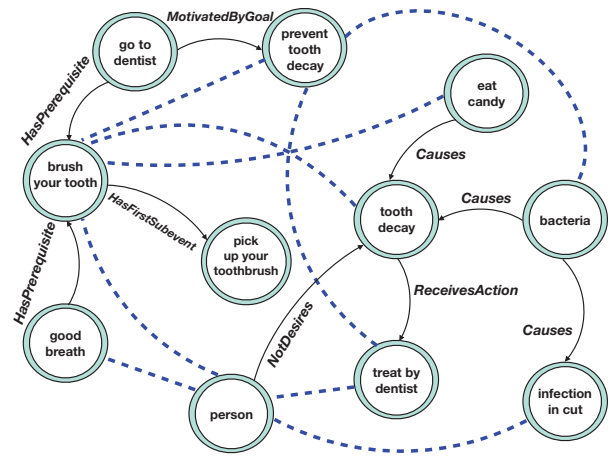 MotivatedByGoal
go to
dentist
prevent
tooth
decay
HasPrerequisite
eat
candy
Causes
brush
your tooth
HasFirstSubevent
tooth
decay
Causes
bacteria
pick
up your
toothbrush
HasPrerequisite
ReceivesAction
NotDesires
Causes
good
breath
treat by
dentist
person
infection
in cut